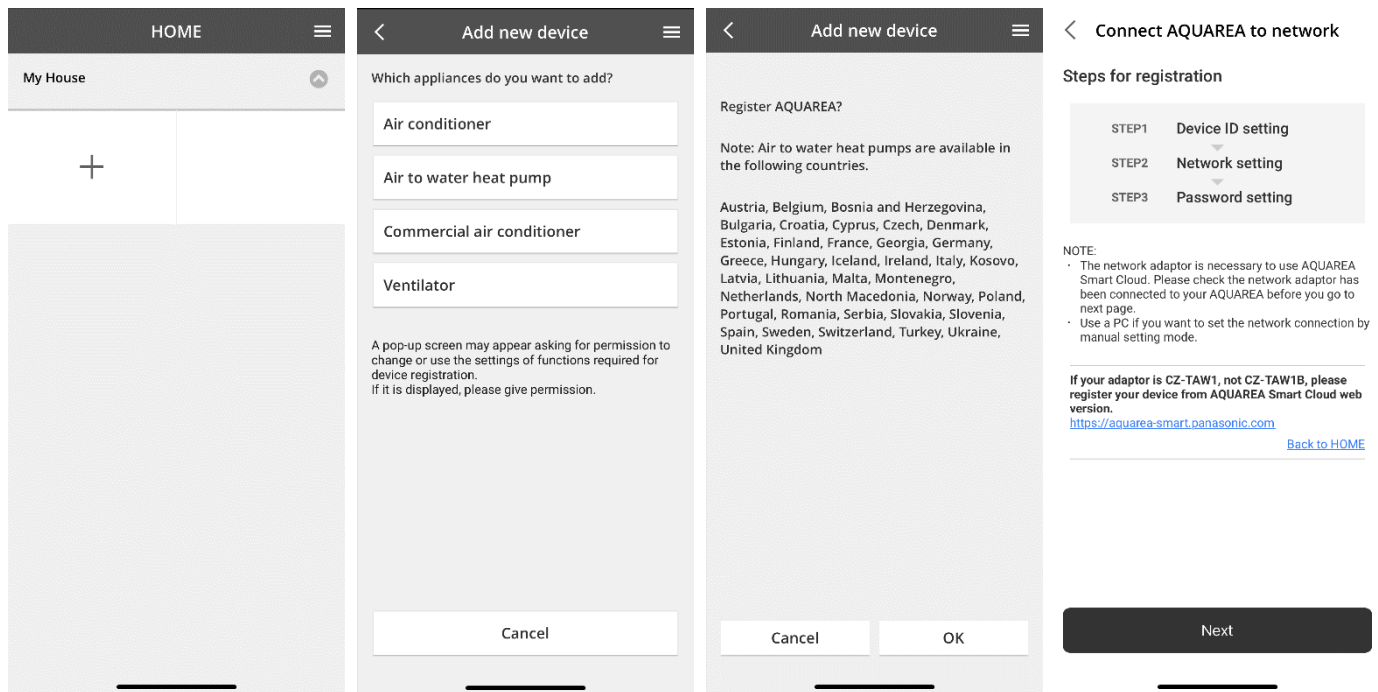 HOME
My House
Add new device
Which appliances do you want to add?
Air conditioner
Air to water heat pump
Commercial air conditioner
Ventilator
A pop-up screen may appear asking for permission to
change or use the settings of functions required for
device registration.
If it is displayed, please give permission.
Cancel
Add new device
Register AQUAREA?
Note: Air to water heat pumps are available in
the following countries.
Austria, Belgium, Bosnia and Herzegovina,
Bulgaria, Croatia, Cyprus, Czech, Denmark,
Estonia, Finland, France, Georgia, Germany,
Greece, Hungary, Iceland, Ireland, Italy, Kosovo,
Latvia, Lithuania, Malta, Montenegro,
Netherlands, North Macedonia, Norway, Poland,
Portugal, Romania, Serbia, Slovakia, Slovenia,
Spain, Sweden, Switzerland, Turkey, Ukraine,
United Kingdom
Cancel
OK
Connect AQUAREA to network
Steps for registration
STEP1 Device ID setting
STEP2 Network setting
STEP3 Password setting
NOTE:
· The network adaptor is necessary to use AQUAREA
Smart Cloud. Please check the network adaptor has
been connected to your AQUAREA before you go to
next page.
· Use a PC if you want to set the network connection by
manual setting mode.
If your adaptor is CZ-TAW1, not CZ-TAW1B, please
register your device from AQUAREA Smart Cloud web
version.
https://aquarea-smart.panasonic.com
Back to HOME
Next